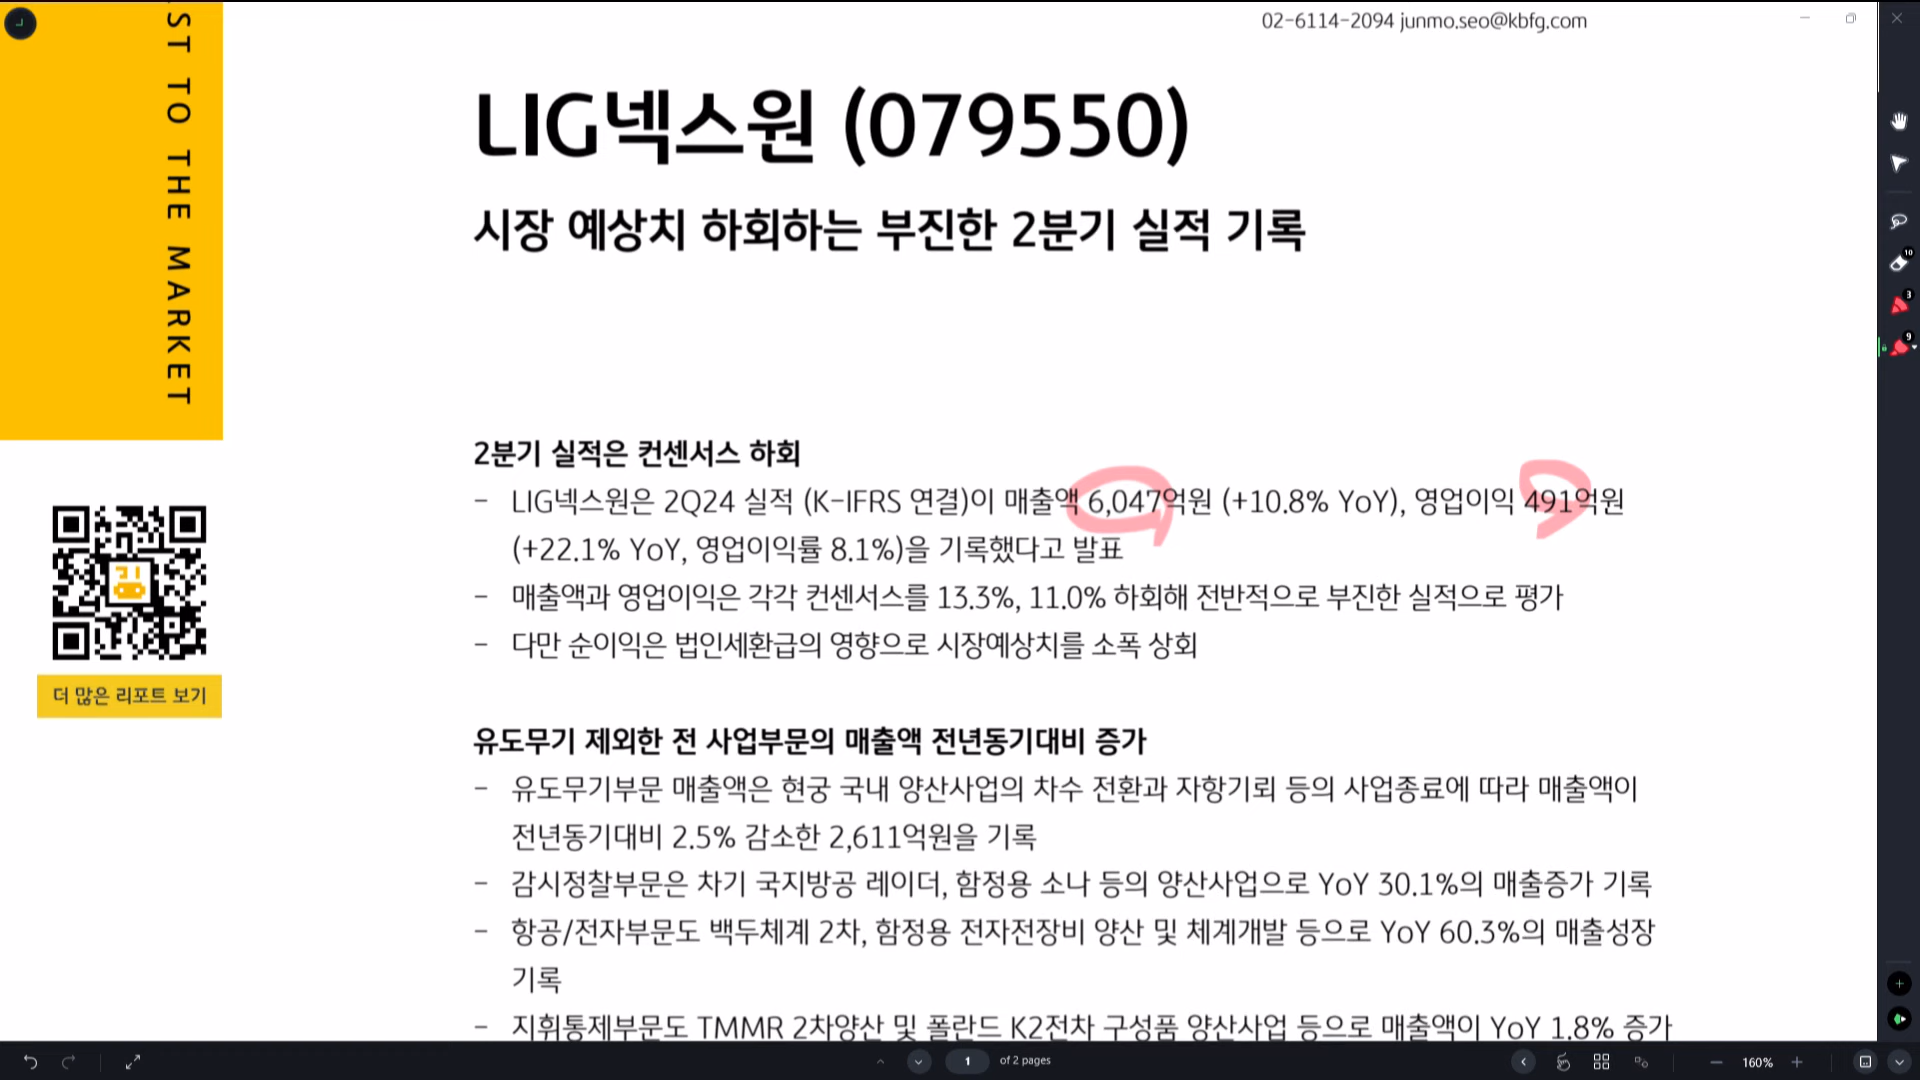 02-6114-2094 junmo.seo@kbfg.com
ST TO THE MARKET
LIG넥스원 (079550)
시장 예상치 하회하는 부진한 2분기 실적 기록
2분기 실적은 컨센서스 하회
- LIG넥스원은 2Q24 실적 (K-IFRS 연결)이 매출액 6,047억원 (+10.8% YoY), 영업이익 491억원
(+22.1% YoY, 영업이익률 8.1%)을 기록했다고 발표
- 매출액과 영업이익은 각각 컨센서스를 13.3%, 11.0% 하회해 전반적으로 부진한 실적으로 평가
- 다만 순이익은 법인세환급의 영향으로 시장예상치를 소폭 상회
더 많은 리포트 보기
유도무기 제외한 전 사업부문의 매출액 전년동기대비 증가
- 유도무기부문 매출액은 현궁 국내 양산사업의 차수 전환과 자항기뢰 등의 사업종료에 따라 매출액이
전년동기대비 2.5% 감소한 2,611억원을 기록
- 감시정찰부문은 차기 국지방공 레이더, 함정용 소나 등의 양산사업으로 YoY 30.1%의 매출증가 기록
- 항공/전자부문도 백두체계 2차, 함정용 전자전장비 양산 및 체계개발 등으로 YoY 60.3%의 매출성장
기록
- 지휘통제부문도 TMMR 2차양산 및 폴란드 K2전차 구성품 양산사업 등으로 매출액이 YoY 1.8% 증가
10
3
9
1 of 2 pages
160%